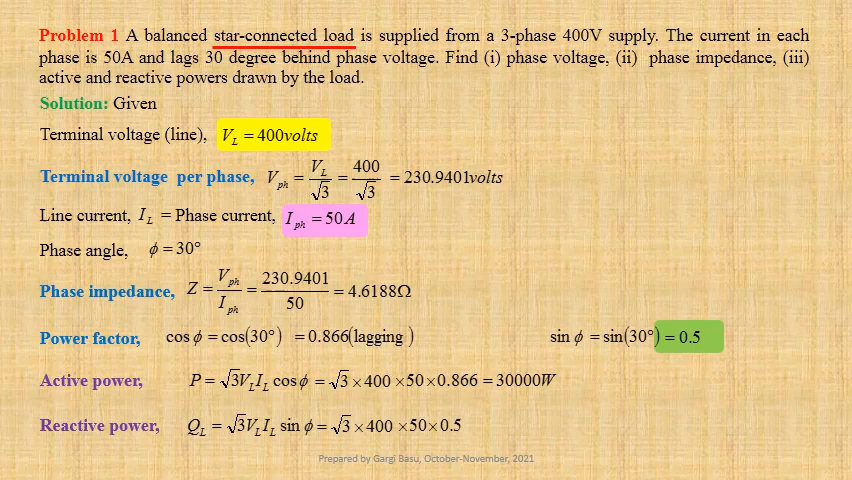 Problem 1 A balanced star-connected load is supplied from a 3-phase 400V supply. The current in each
phase is 50A and lags 30 degree behind phase voltage. Find (i) phase voltage, (ii) phase impedance, (iii)
active and reactive powers drawn by the load.
Solution: Given
Terminal voltage (line), V_L = 400volts
Terminal voltage per phase, V_ph = V_L/√3 = 400/√3 = 230.9401volts
Line current, I_L = Phase current, I_ph = 50A
Phase angle, ϕ = 30°
Phase impedance, Z = V_ph/I_ph = 230.9401/50 = 4.6188Ω
Power factor, cos ϕ = cos(30°) = 0.866(lagging) sin ϕ = sin(30°) = 0.5
Active power, P = √3V_L I_L cos ϕ = √3 × 400 × 50 × 0.866 = 30000W
Reactive power, Q_L = √3V_L I_L sin ϕ = √3 × 400 × 50 × 0.5
Prepared by Gargi Basu, October-November, 2021